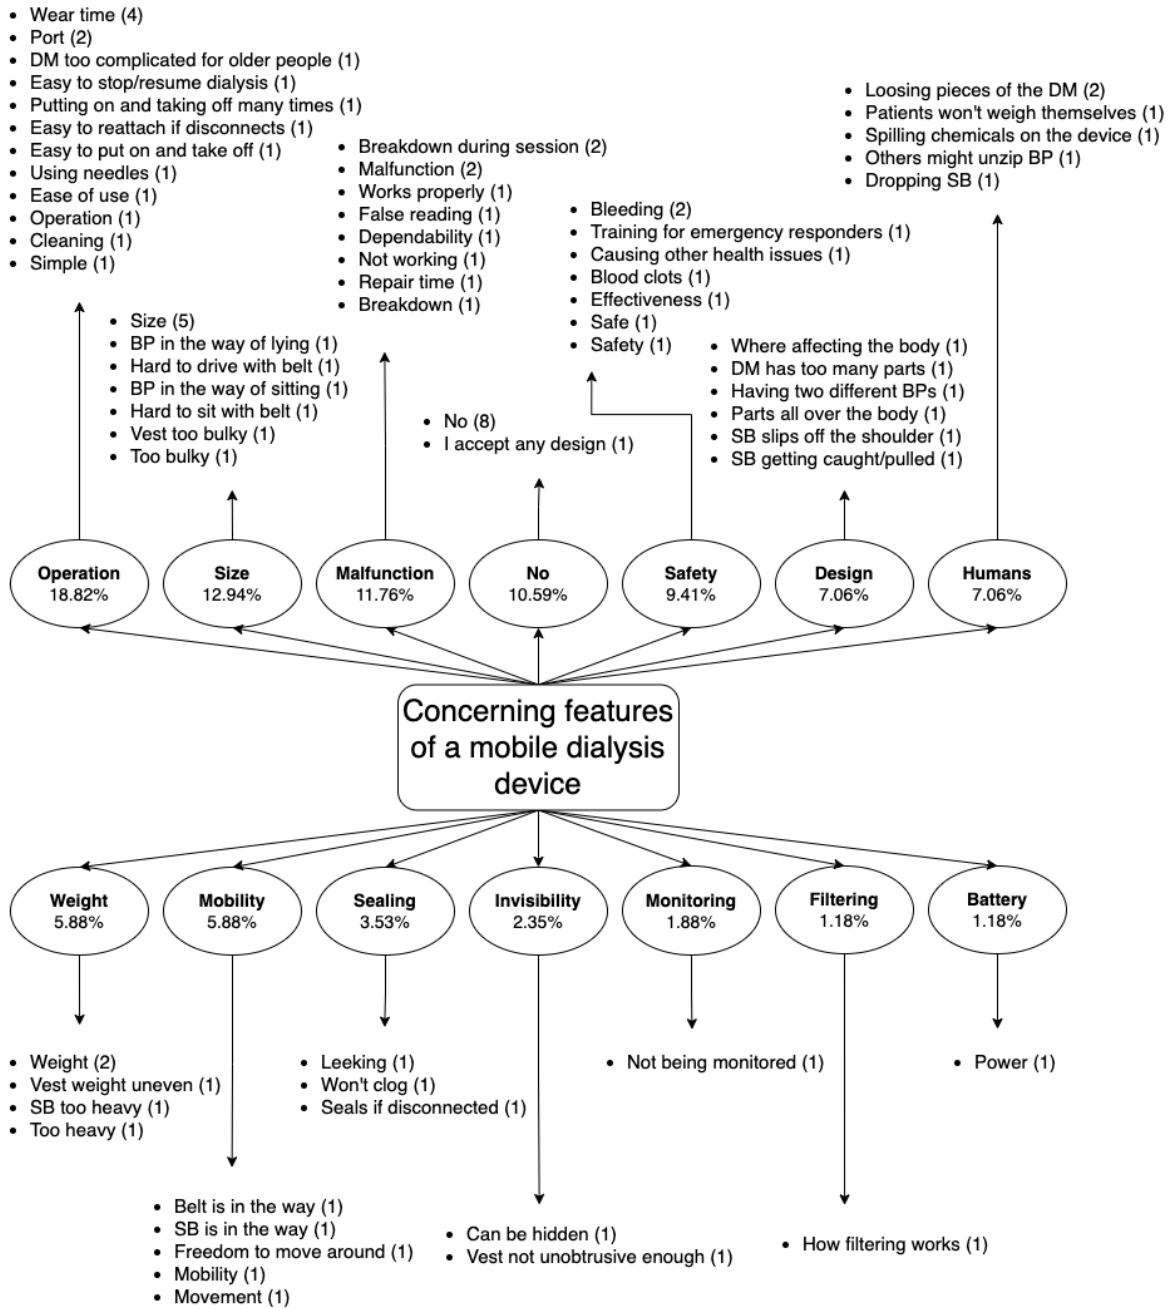 • Wear time (4)
• Port (2)
• DM too complicated for older people (1)
• Easy to stop/resume dialysis (1)
• Putting on and taking off many times (1)
• Easy to reattach if disconnects (1)
• Easy to put on and take off (1)
• Using needles (1)
• Ease of use (1)
• Operation (1)
• Cleaning (1)
• Simple (1)
• Size (5)
• BP in the way of lying (1)
• Hard to drive with belt (1)
• BP in the way of sitting (1)
• Hard to sit with belt (1)
• Vest too bulky (1)
• Too bulky (1)
• Breakdown during session (2)
• Malfunction (2)
• Works properly (1)
• False reading (1)
• Dependability (1)
• Not working (1)
• Repair time (1)
• Breakdown (1)
• No (8)
• I accept any design (1)
• Bleeding (2)
• Training for emergency responders (1)
• Causing other health issues (1)
• Blood clots (1)
• Effectiveness (1)
• Safe (1)
• Safety (1)
• Where affecting the body (1)
• DM has too many parts (1)
• Having two different BPs (1)
• Parts all over the body (1)
• SB slips off the shoulder (1)
• SB getting caught/pulled (1)
• Loosing pieces of the DM (2)
• Patients won't weigh themselves (1)
• Spilling chemicals on the device (1)
• Others might unzip BP (1)
• Dropping SB (1)
Operation
18.82%
Size
12.94%
Malfunction
11.76%
No
10.59%
Safety
9.41%
Design
7.06%
Humans
7.06%
Concerning features
of a mobile dialysis
device
Weight
5.88%
Mobility
5.88%
Sealing
3.53%
Invisibility
2.35%
Monitoring
1.88%
Filtering
1.18%
Battery
1.18%
• Weight (2)
• Vest weight uneven (1)
• SB too heavy (1)
• Too heavy (1)
• Belt is in the way (1)
• SB is in the way (1)
• Freedom to move around (1)
• Mobility (1)
• Movement (1)
• Leeking (1)
• Won't clog (1)
• Seals if disconnected (1)
• Can be hidden (1)
• Vest not unobtrusive enough (1)
• Not being monitored (1)
• How filtering works (1)
• Power (1)